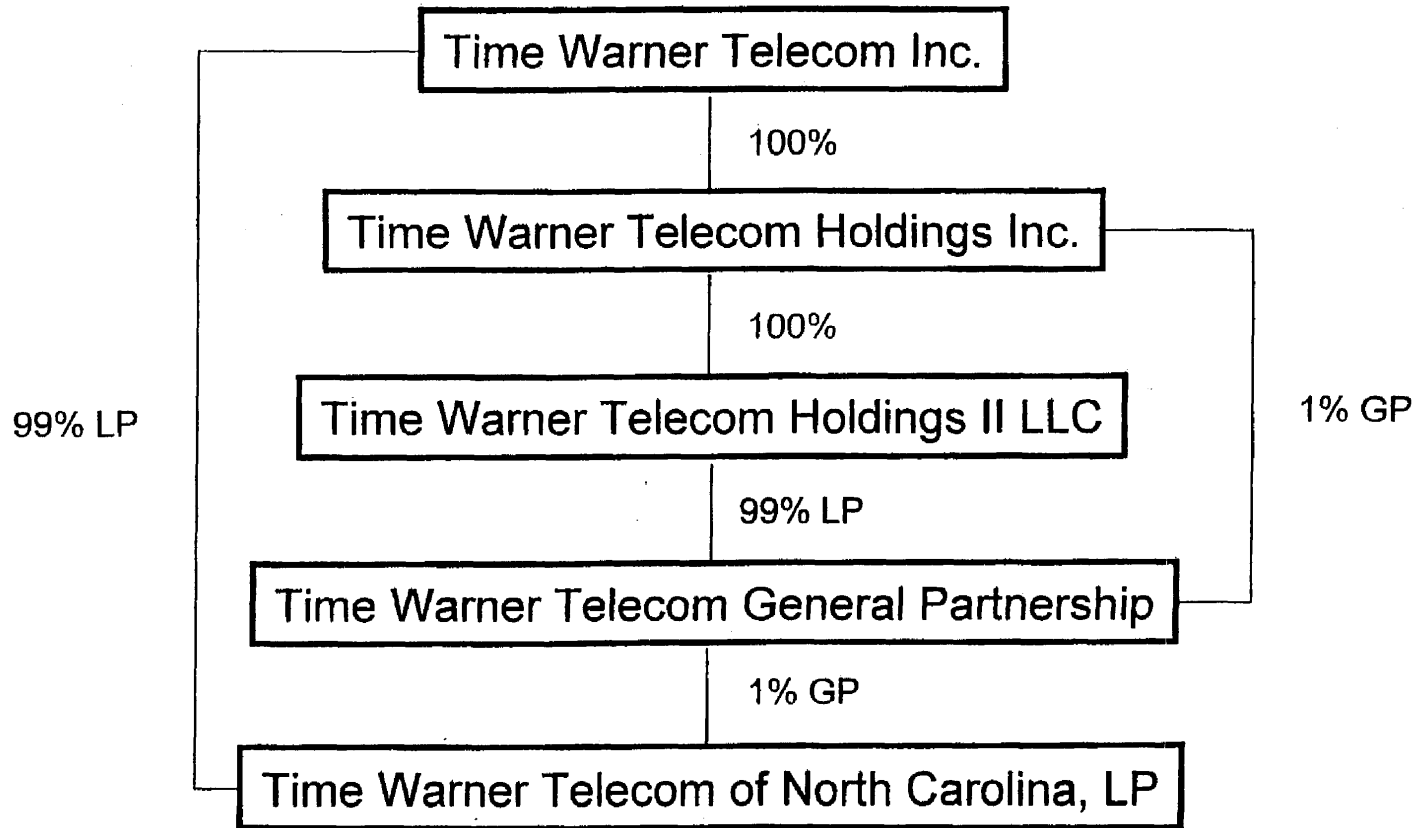 Time Warner Telecom Inc.
100%
Time Warner Telecom Holdings Inc.
100%
Time Warner Telecom Holdings II LLC
99% LP
1% GP
99% LP
Time Warner Telecom General Partnership
1% GP
Time Warner Telecom of North Carolina, LP